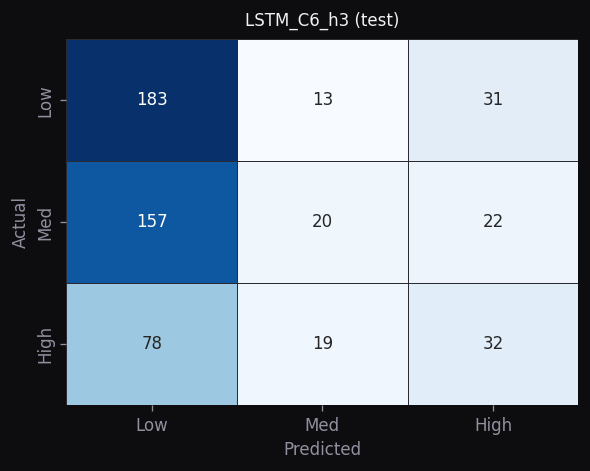 LSTM_C6_h3 (test)
Actual
Low 183 13 31
Med 157 20 22
High 78 19 32
Low Med High
Predicted